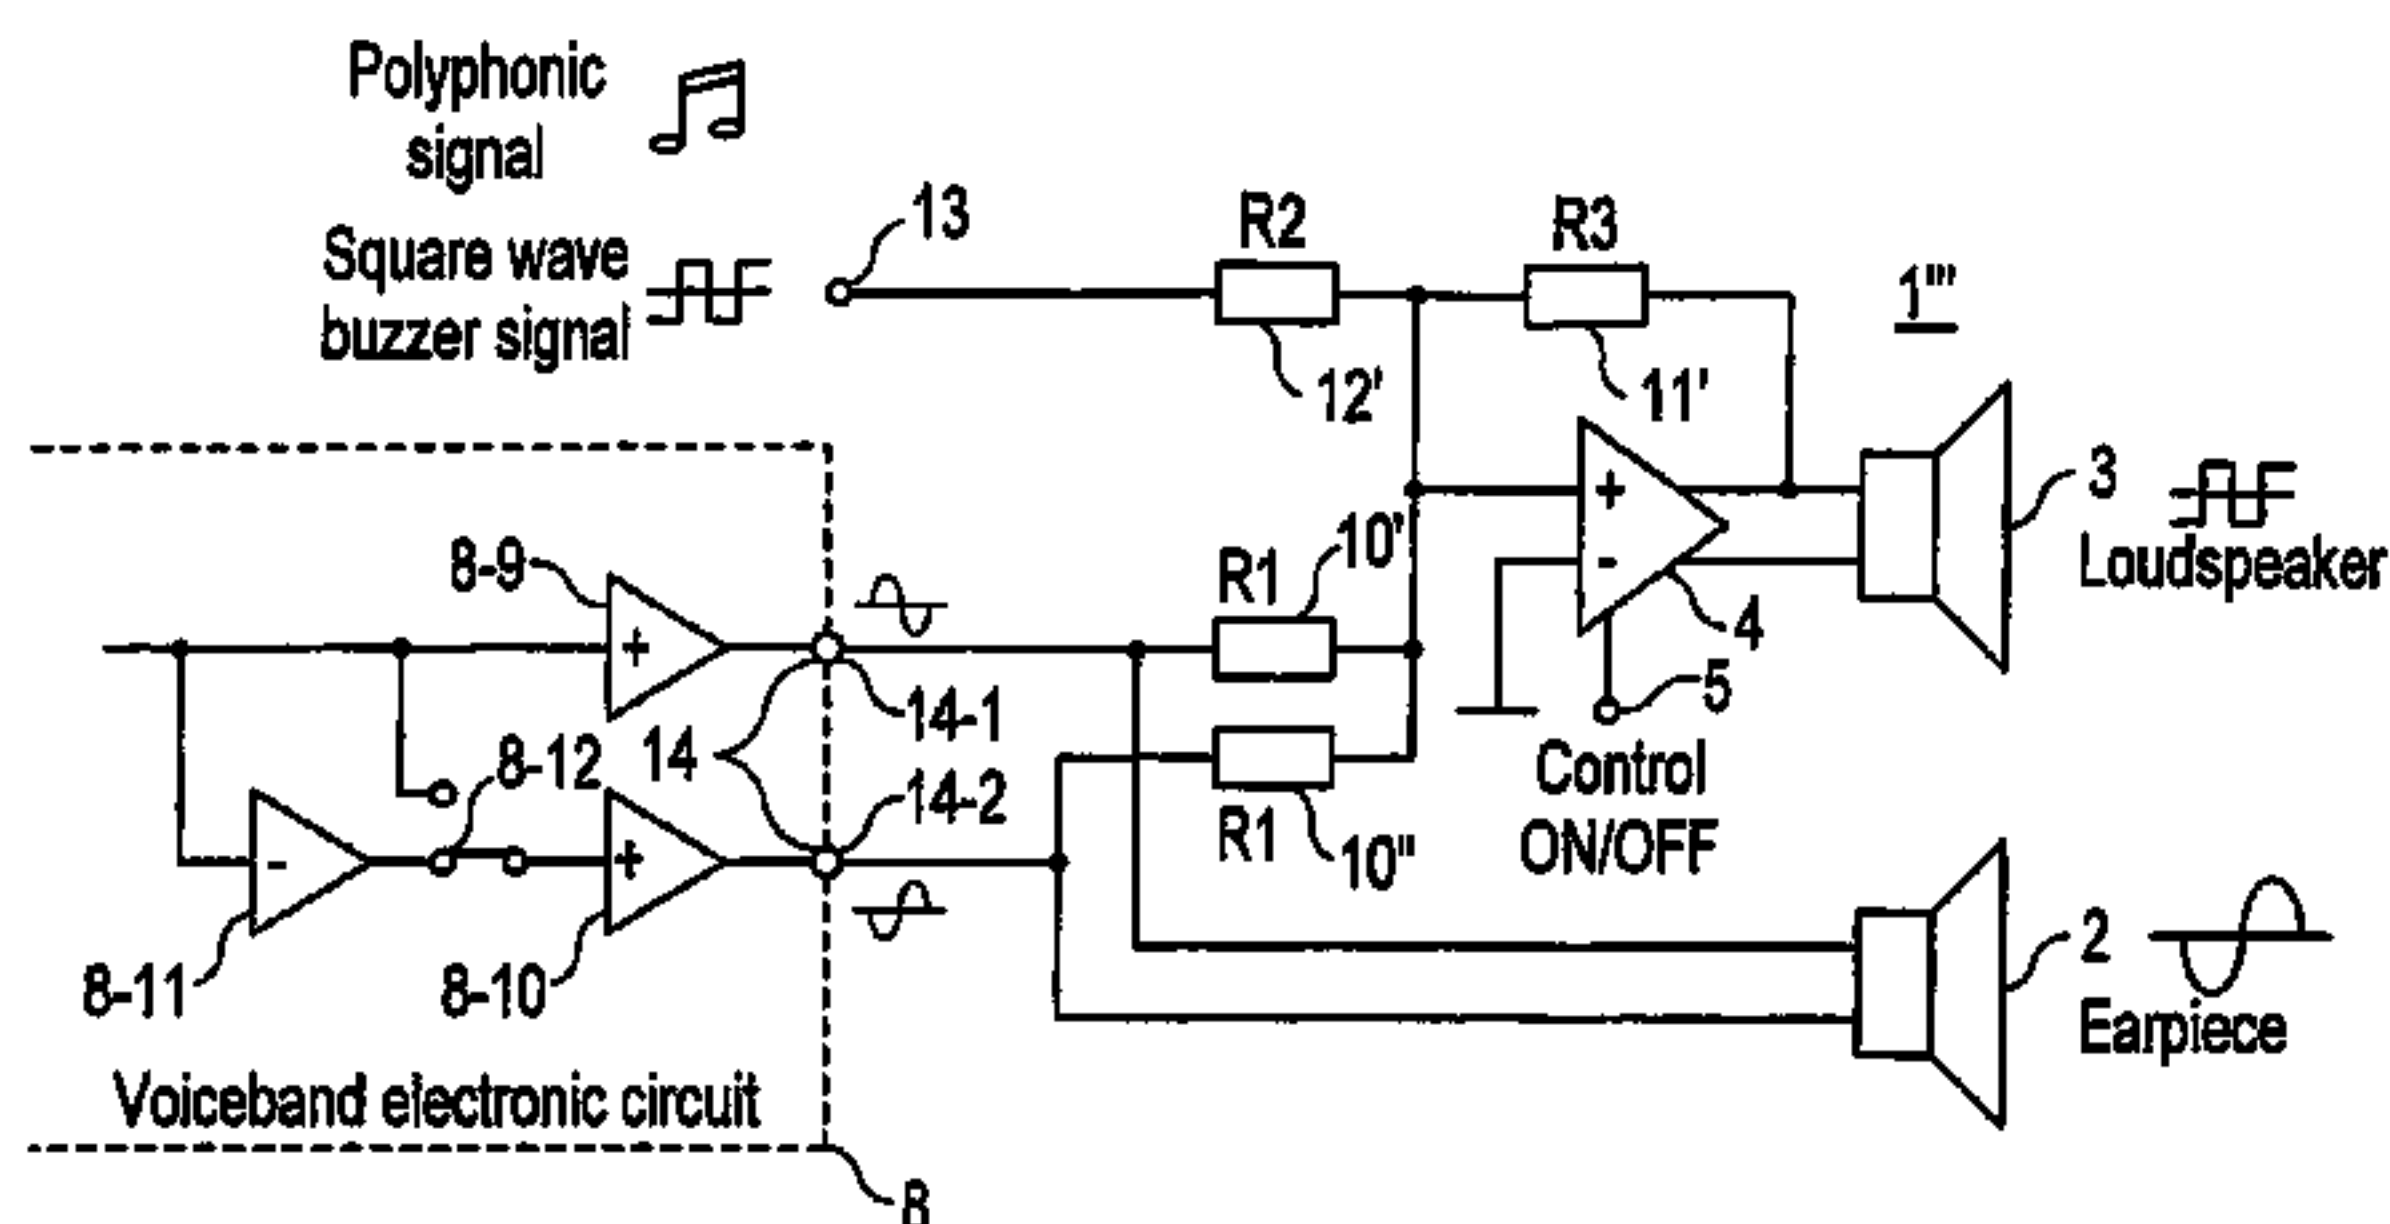 Polyphonic
signal
Square wave
buzzer signal
13
R2
R3
1'''
12'
11'
3
Loudspeaker
8-9
+
R1
10'
+
-
4
5
Control
ON/OFF
14
14-1
14-2
8-12
-
+
R1
10"
8-11
8-10
2
Earpiece
Voiceband electronic circuit
8